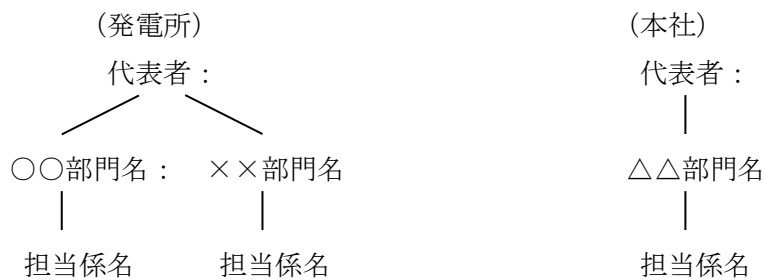 （発電所） （本社）
代表者： 代表者：
○○部門名： ××部門名 △△部門名
担当係名 担当係名 担当係名